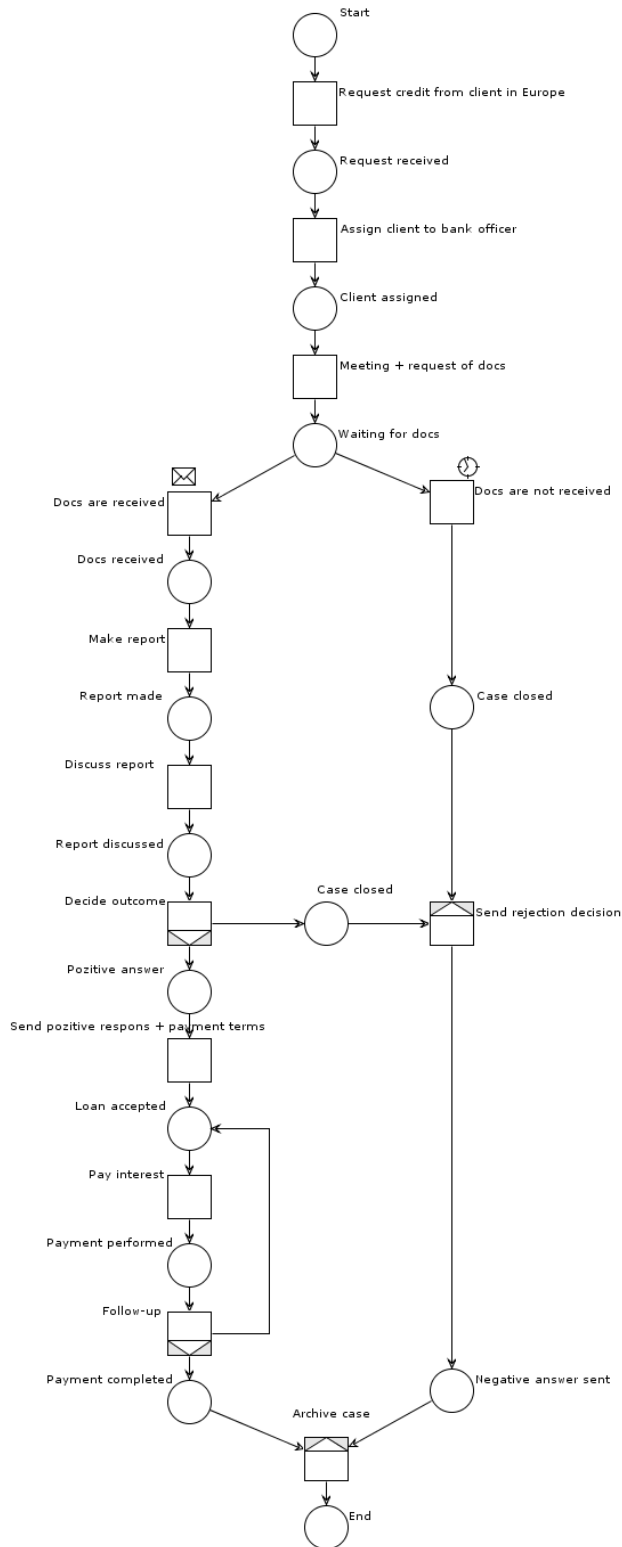 Start
Request credit from client in Europe
Request received
Assign client to bank officer
Client assigned
Meeting + request of docs
Waiting for docs
Docs are received
Docs are not received
Docs received
Make report
Report made
Case closed
Discuss report
Report discussed
Case closed
Decide outcome
Send rejection decision
Pozitive answer
Send pozitive respons + payment terms
Loan accepted
Pay interest
Payment performed
Follow-up
Payment completed
Negative answer sent
Archive case
End